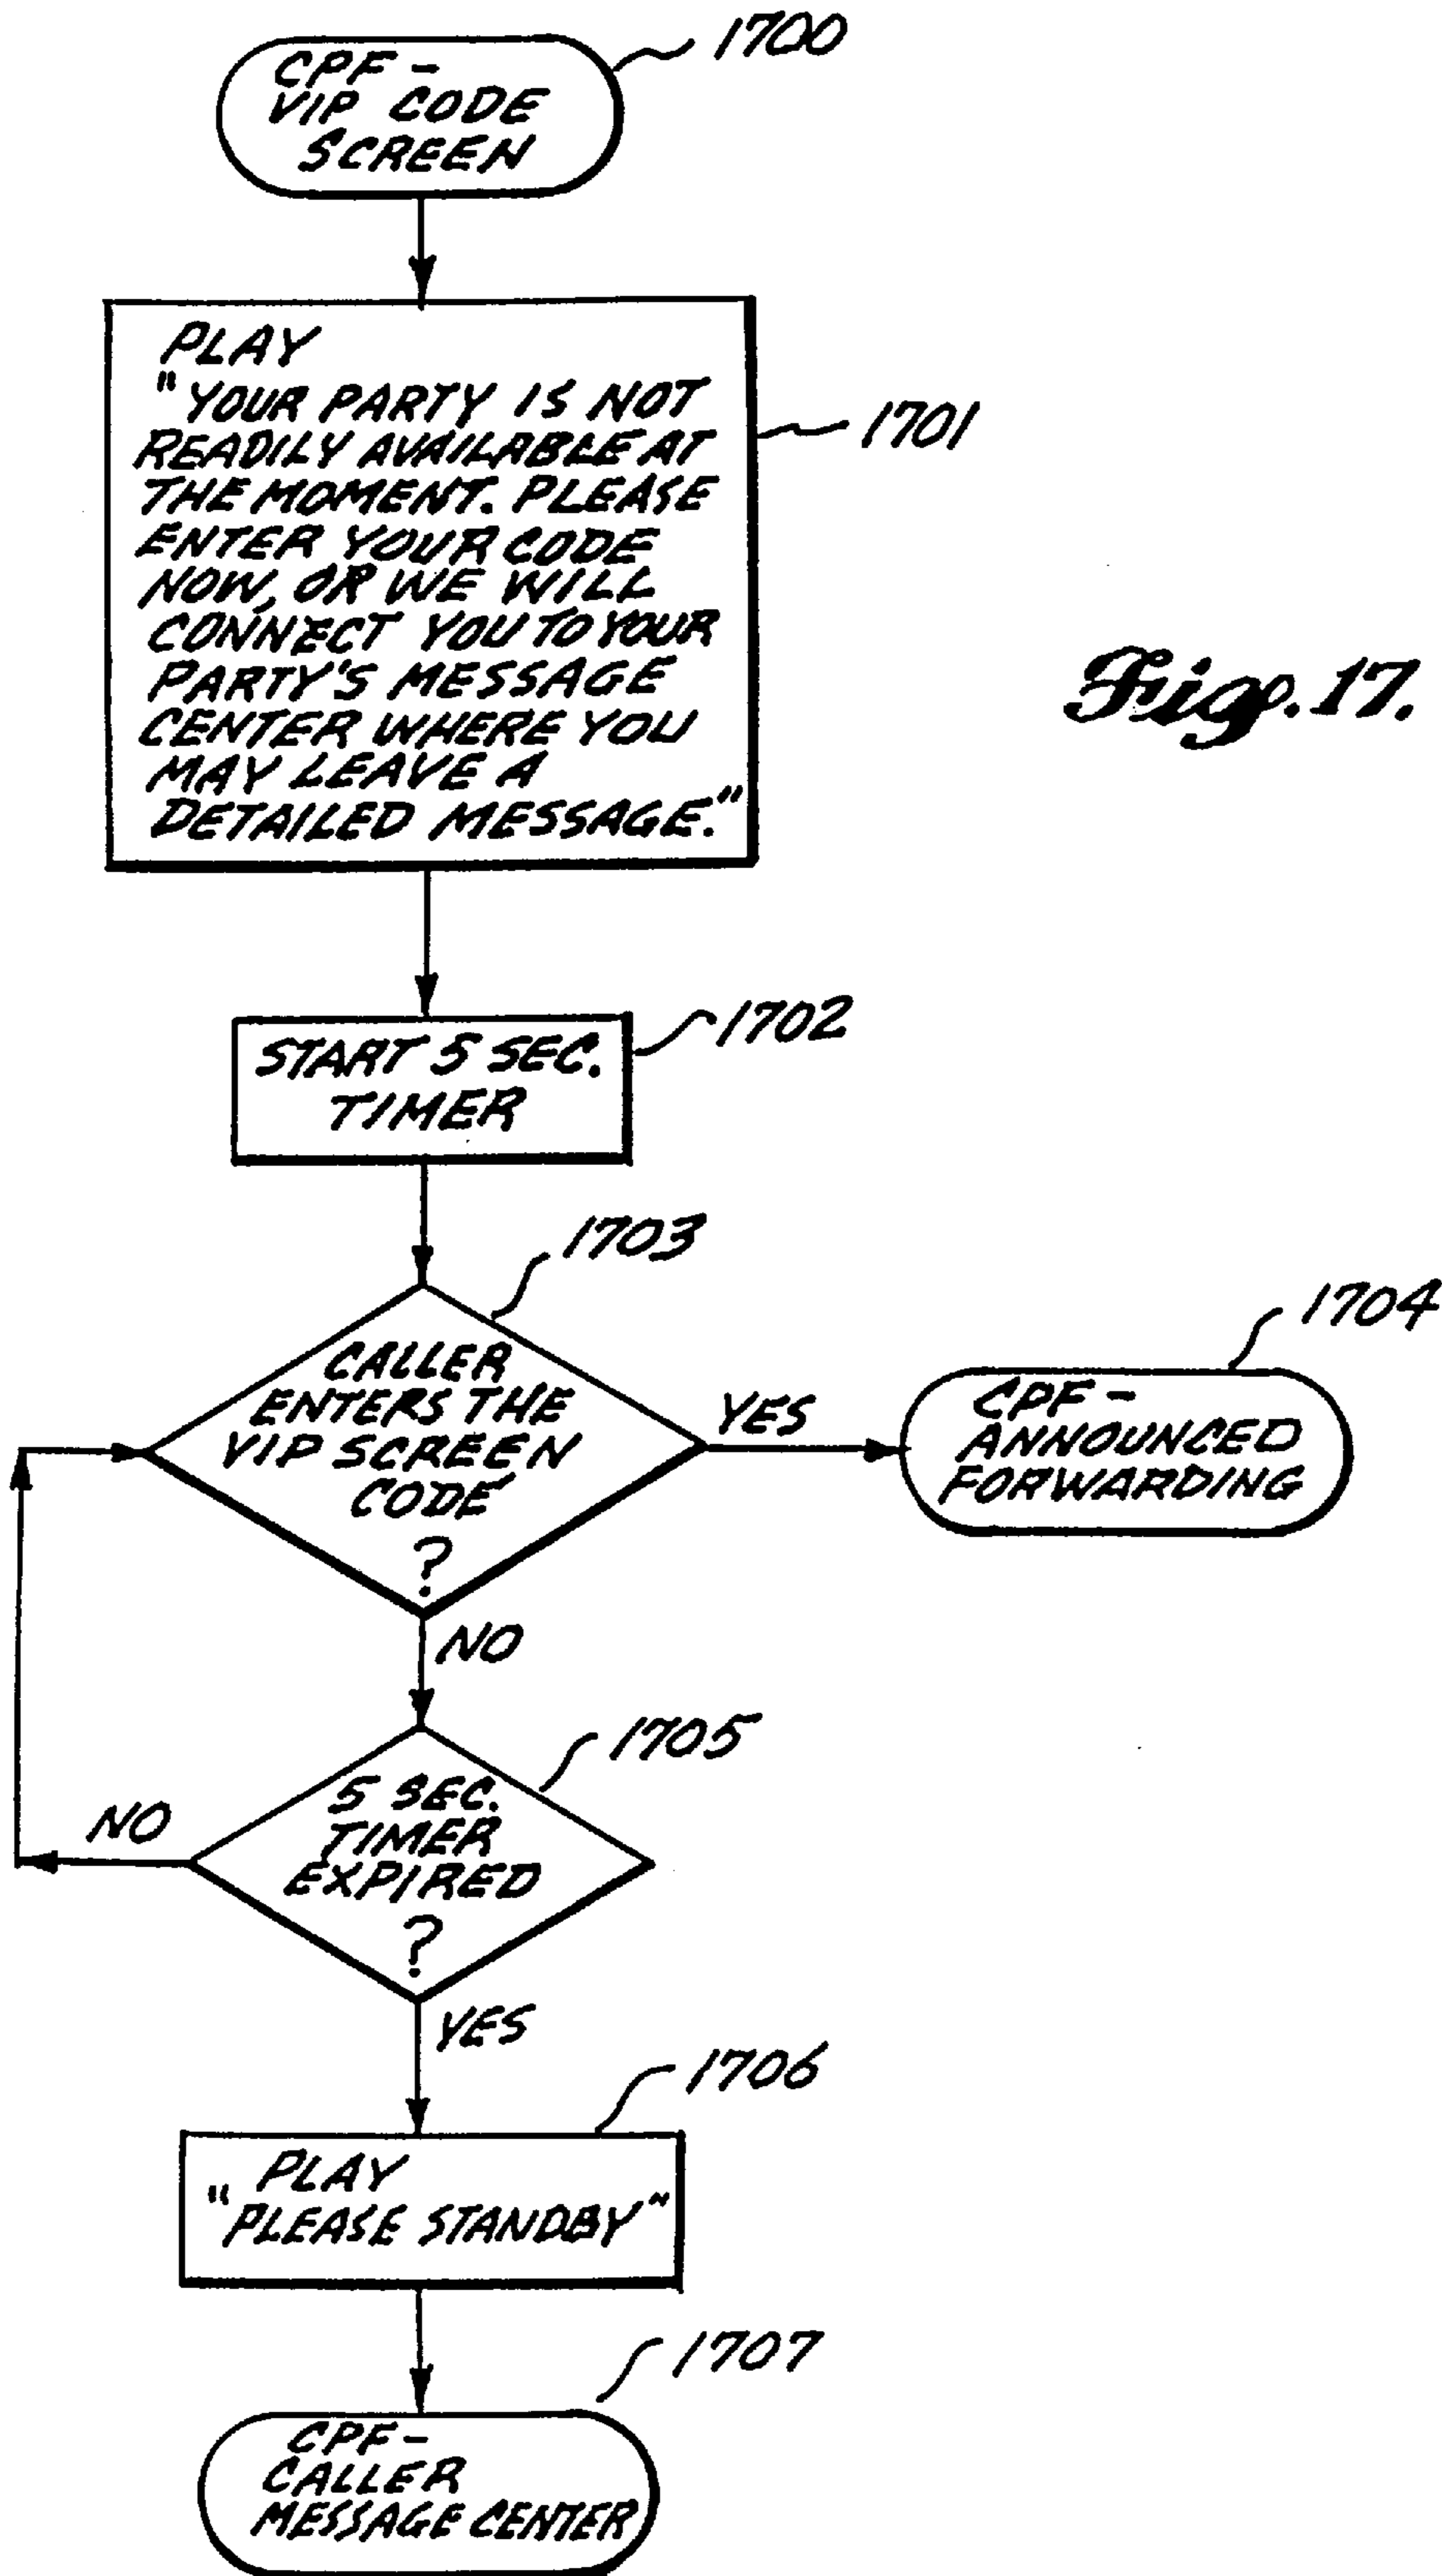 1700
CPF -
VIP CODE
SCREEN
PLAY
"YOUR PARTY IS NOT
READILY AVAILABLE AT
THE MOMENT. PLEASE
ENTER YOUR CODE
NOW, OR WE WILL
CONNECT YOU TO YOUR
PARTY'S MESSAGE
CENTER WHERE YOU
MAY LEAVE A
DETAILED MESSAGE."
1701
Fig. 17.
START 5 SEC.
TIMER
1702
1703
CALLER
ENTERS THE
VIP SCREEN
CODE
?
YES
1704
CPF -
ANNOUNCED
FORWARDING
NO
1705
5 SEC.
TIMER
EXPIRED
?
NO
YES
1706
PLAY
"PLEASE STANDBY"
1707
CPF -
CALLER
MESSAGE CENTER